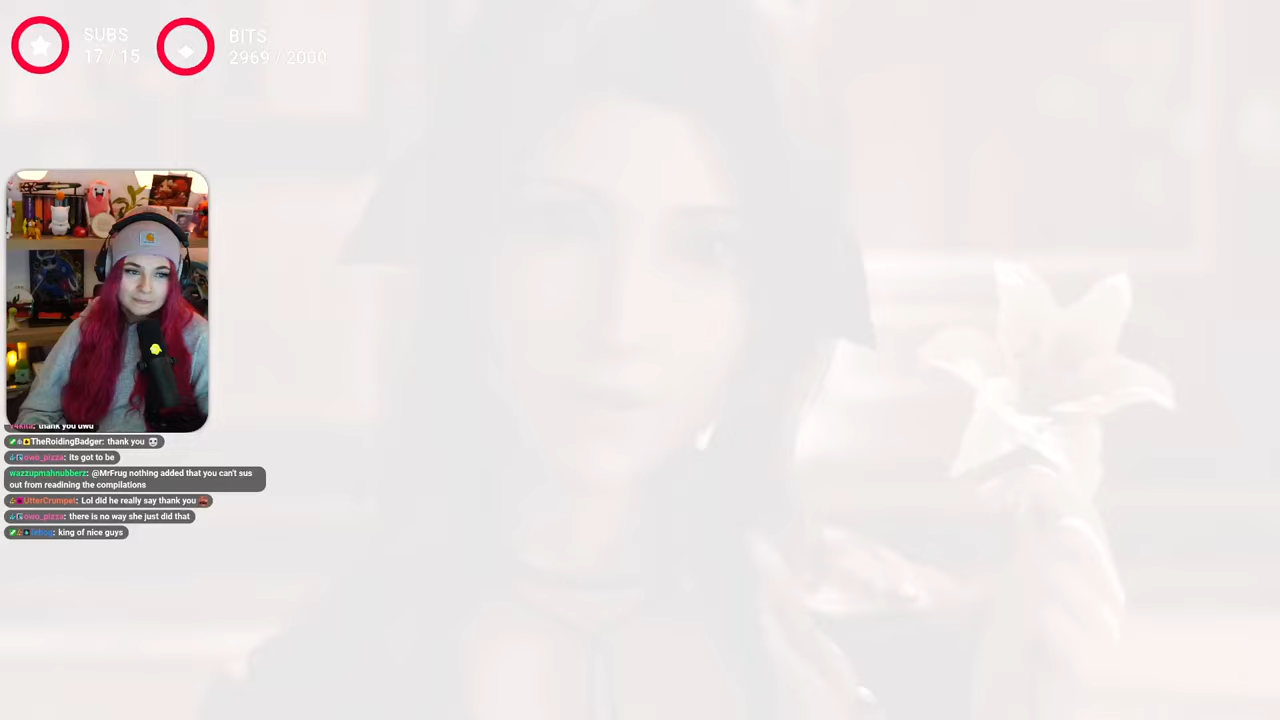 SUBS
17 / 15
BITS
2969 / 2000
thank you uwu
TheRoidingBadger: thank you
owo_pizza: its got to be
wazzupmahnubberz: @MrFrug nothing added that you can't sus
out from readining the compilations
UtterCrumpet: Lol did he really say thank you
owo_pizza: there is no way she just did that
king of nice guys